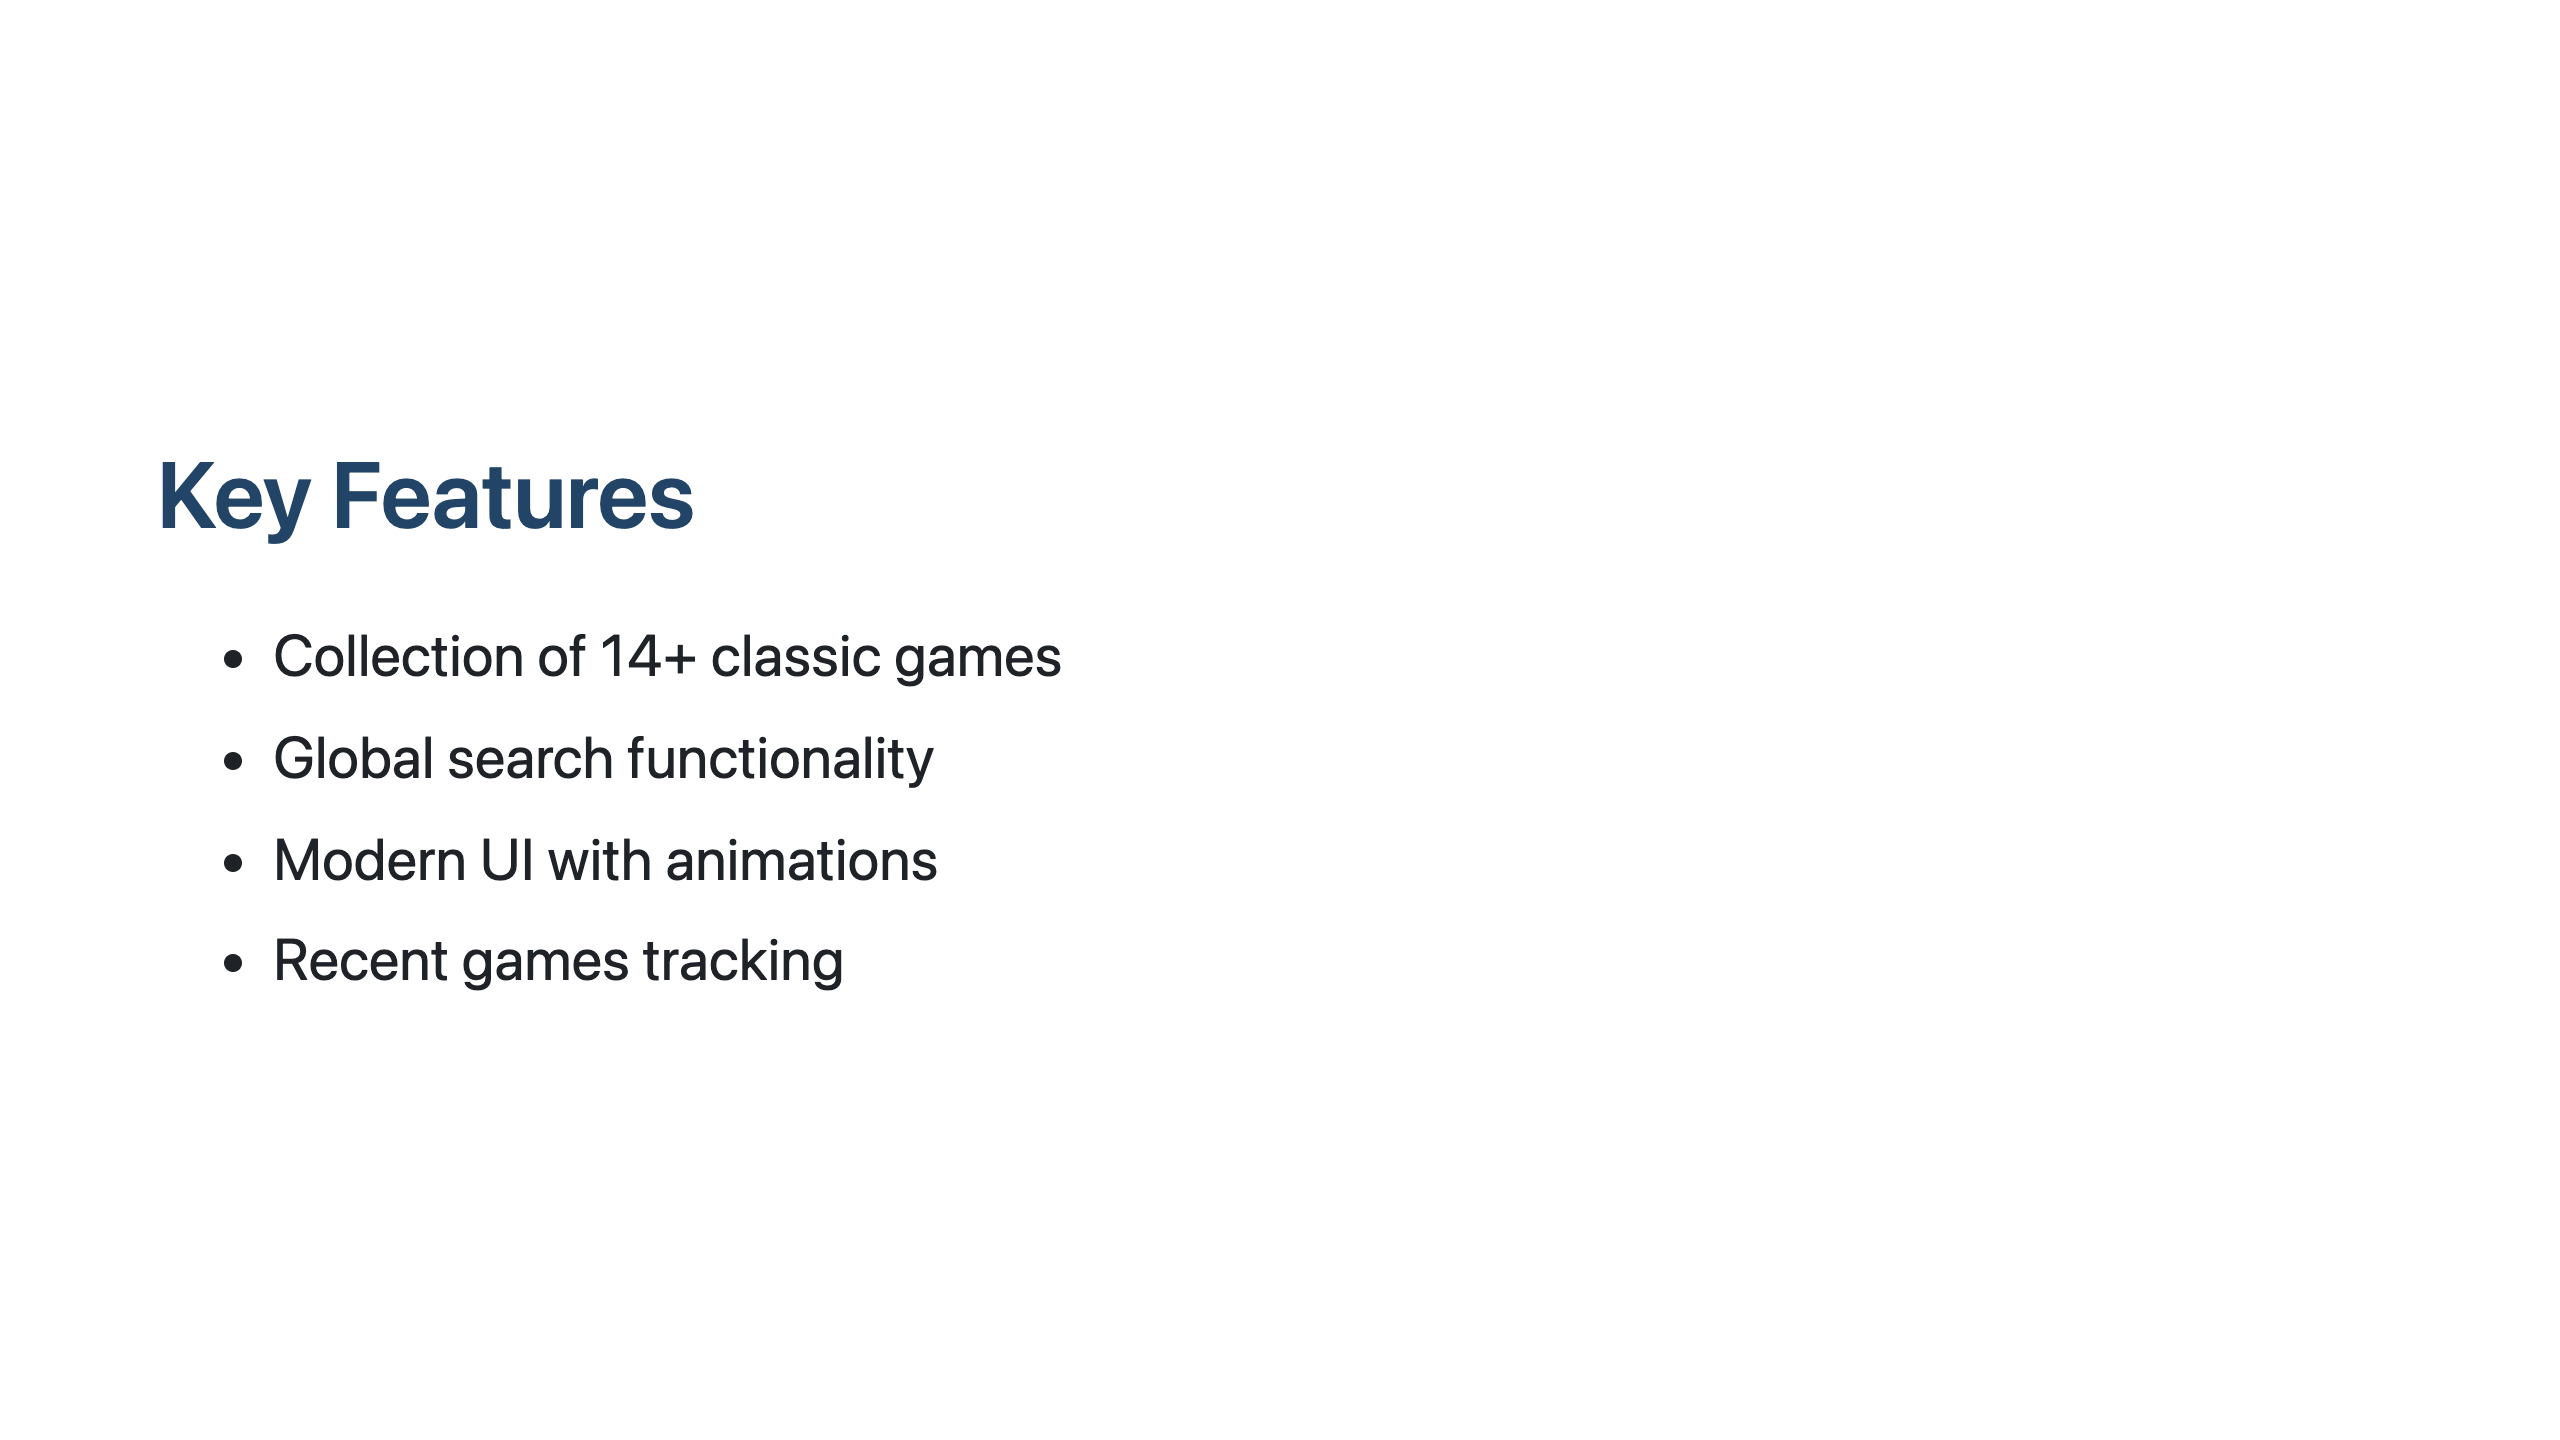 Key Features
• Collection of 14+ classic games
• Global search functionality
• Modern UI with animations
• Recent games tracking